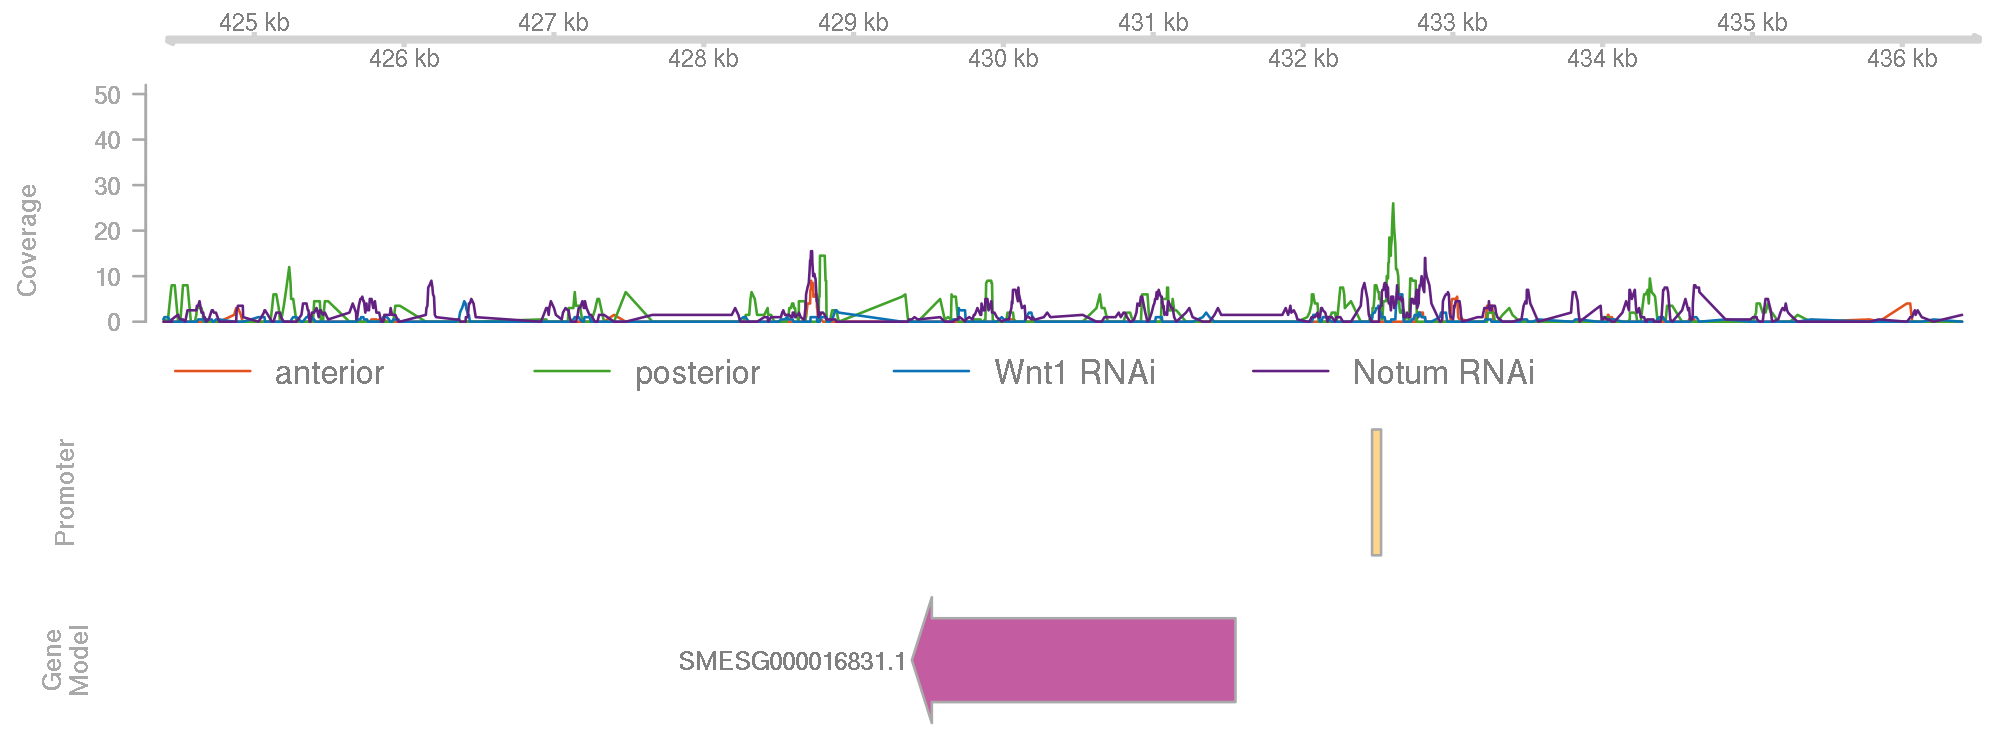 425 kb 427 kb 429 kb 431 kb 433 kb 435 kb
426 kb 428 kb 430 kb 432 kb 434 kb 436 kb
50
40
30
20
10
0
Coverage
anterior posterior Wnt1 RNAi Notum RNAi
Promoter
Gene
Model
SMESG000016831.1